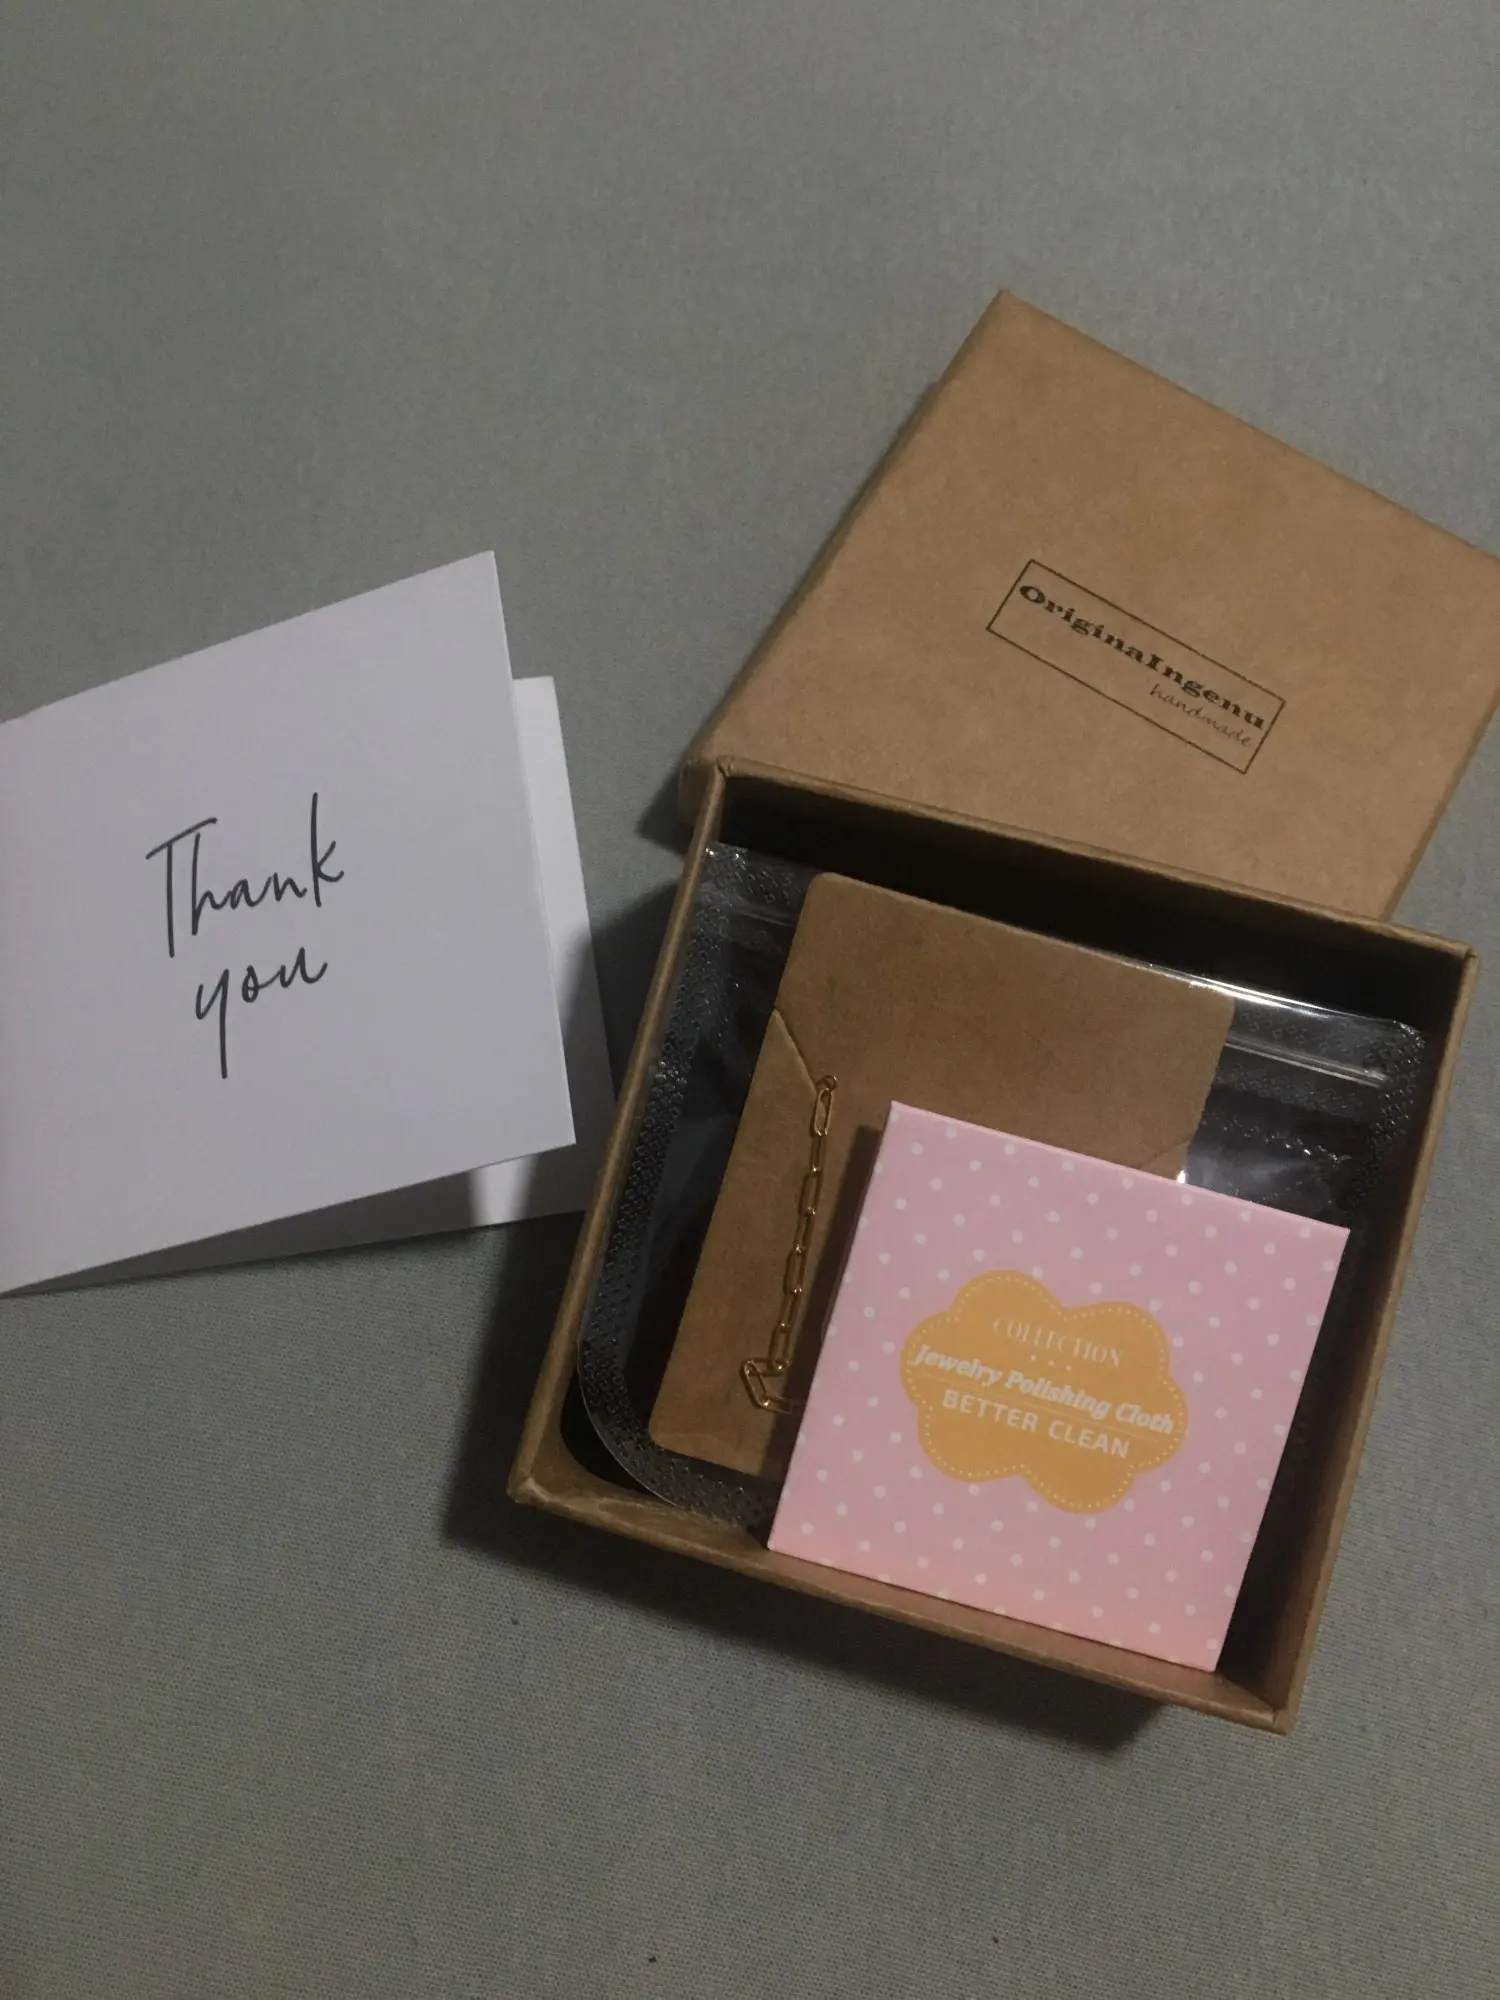 Thank
you
OriginaIngenu
handmade
COLLECTION
Jewelry Polishing Cloth
BETTER CLEAN